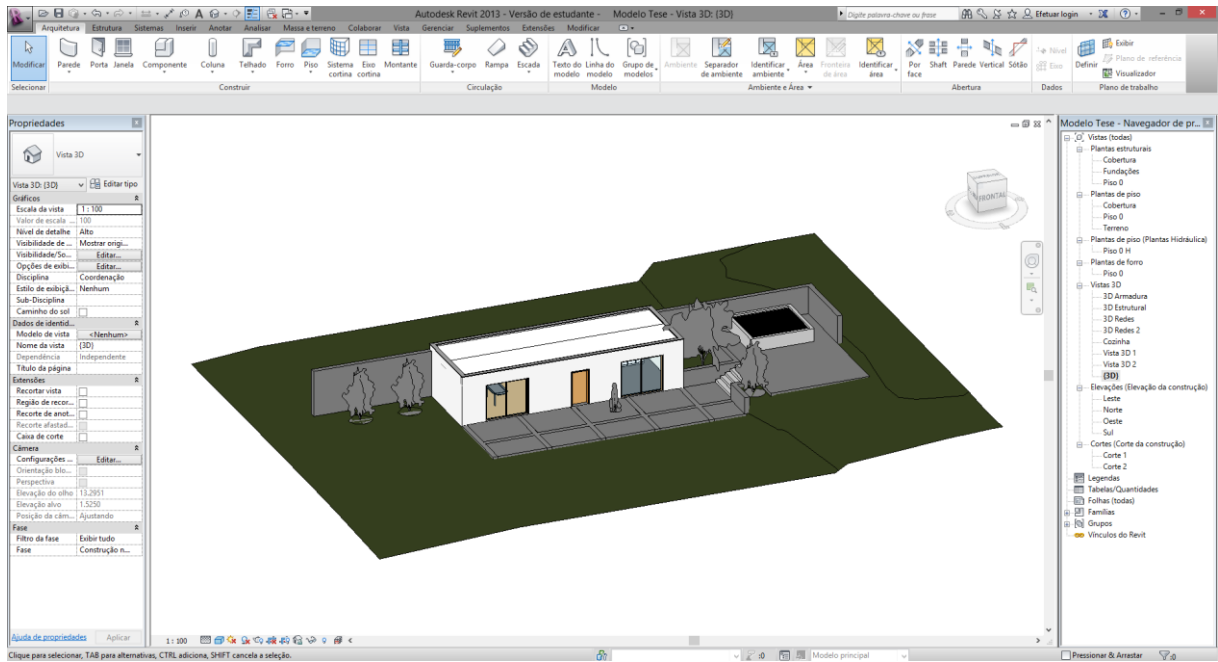 Autodesk Revit 2013 - Versão de estudante - Modelo Tese - Vista 3D: {3D}
Digite palavra-chave ou frase
Efetuar login
Arquitetura Estrutura Sistemas Inserir Anotar Analisar Massa e terreno Colaborar Vista Gerenciar Suplementos Extensões Modificar
Modificar Parede Porta Janela Componente Coluna Telhado Forro Piso Sistema cortina Eixo cortina Montante Guarda-corpo Rampa Escada Texto do modelo Linha do modelo Grupo de modelos Ambiente Separador de ambiente Identificar ambiente Área Fronteira de área Identificar área Por face Shaft Parede Vertical Sótão Nível Eixo Definir Exibir Plano de referência Visualizador
Selecionar Construir Circulação Modelo Ambiente e Área Abertura Dados Plano de trabalho
Propriedades
Vista 3D
Vista 3D: {3D} Editar tipo
Gráficos
Escala da vista 1 : 100
Valor de escala ... 100
Nível de detalhe Alto
Visibilidade de ... Mostrar origi...
Visibilidade/So... Editar...
Opções de exibi... Editar...
Disciplina Coordenação
Estilo de exibiçã... Nenhum
Sub-Disciplina
Caminho do sol
Dados de identid...
Modelo de vista <Nenhum>
Nome da vista {3D}
Dependência Independente
Título da página
Extensões
Recortar vista
Região de recor...
Recorte de anot...
Recorte afastad...
Caixa de corte
Câmera
Configurações ... Editar...
Orientação blo...
Perspectiva
Elevação do olho 13.2951
Elevação alvo 1.5250
Posição da câm... Ajustando
Fase
Filtro da fase Exibir tudo
Fase Construção n...
Ajuda de propriedades Aplicar
FRONTAL
1 : 100
Modelo Tese - Navegador de pr...
Vistas (todas)
Plantas estruturais
Cobertura
Fundações
Piso 0
Plantas de piso
Cobertura
Piso 0
Terreno
Plantas de piso (Plantas Hidráulica)
Piso 0 H
Plantas de forro
Piso 0
Vistas 3D
3D Armadura
3D Estrutural
3D Redes
3D Redes 2
Cozinha
Vista 3D 1
Vista 3D 2
{3D}
Elevações (Elevação da construção)
Leste
Norte
Oeste
Sul
Cortes (Corte da construção)
Corte 1
Corte 2
Legendas
Tabelas/Quantidades
Folhas (todas)
Famílias
Grupos
Vínculos do Revit
Clique para selecionar, TAB para alternativas, CTRL adiciona, SHIFT cancela a seleção. :0 Modelo principal Pressionar & Arrastar :0